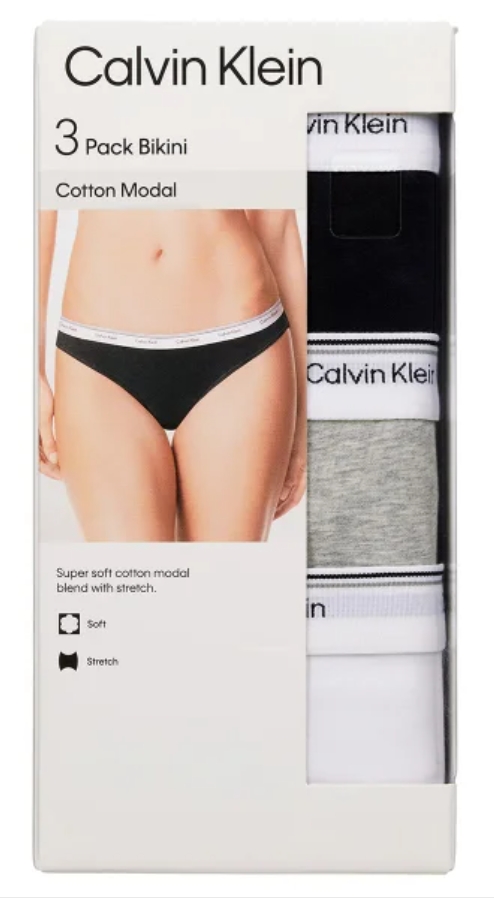 Calvin Klein
3 Pack Bikini
Cotton Modal
Super soft cotton modal
blend with stretch.
Soft
Stretch
vin Klein
Calvin Klein
in